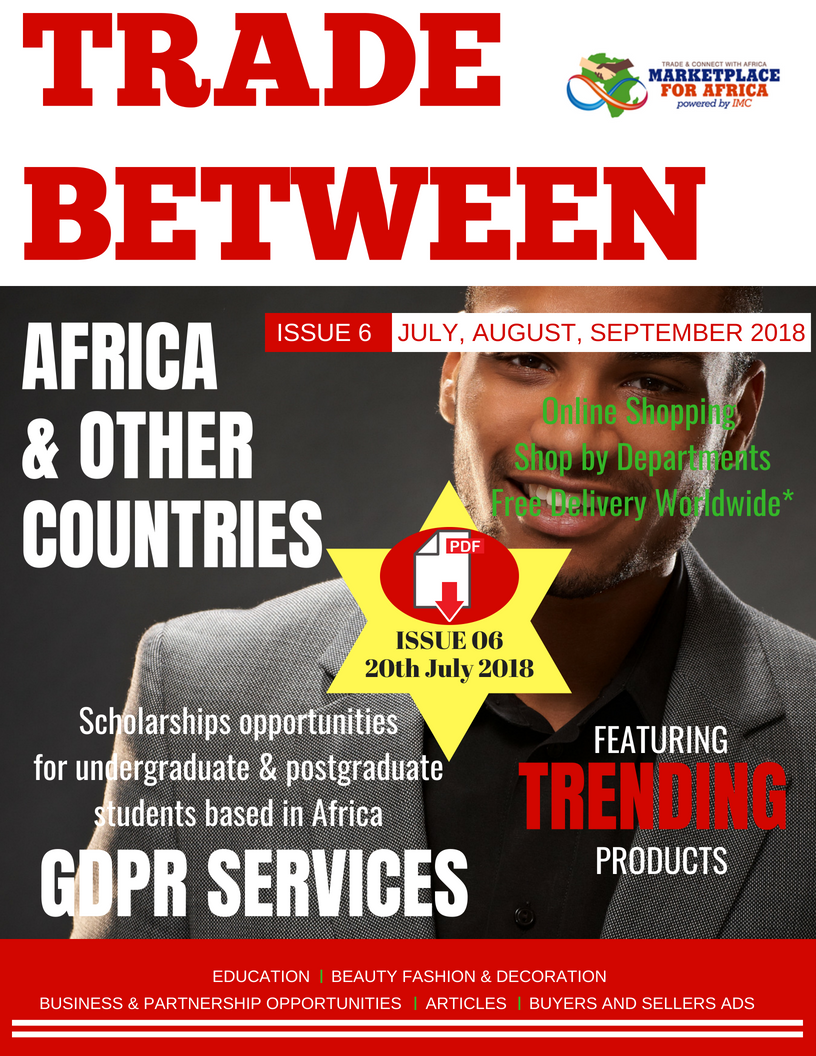 TRADE
BETWEEN
TRADE & CONNECT WITH AFRICA
MARKETPLACE
FOR AFRICA
powered by IMC
ISSUE 6
JULY, AUGUST, SEPTEMBER 2018
AFRICA
& OTHER
COUNTRIES
Online Shopping
Shop by Departments
Free Delivery Worldwide*
PDF
ISSUE 06
20th July 2018
Scholarships opportunities
for undergraduate & postgraduate
students based in Africa
GDPR SERVICES
FEATURING
TRENDING
PRODUCTS
EDUCATION | BEAUTY FASHION & DECORATION
BUSINESS & PARTNERSHIP OPPORTUNITIES | ARTICLES | BUYERS AND SELLERS ADS